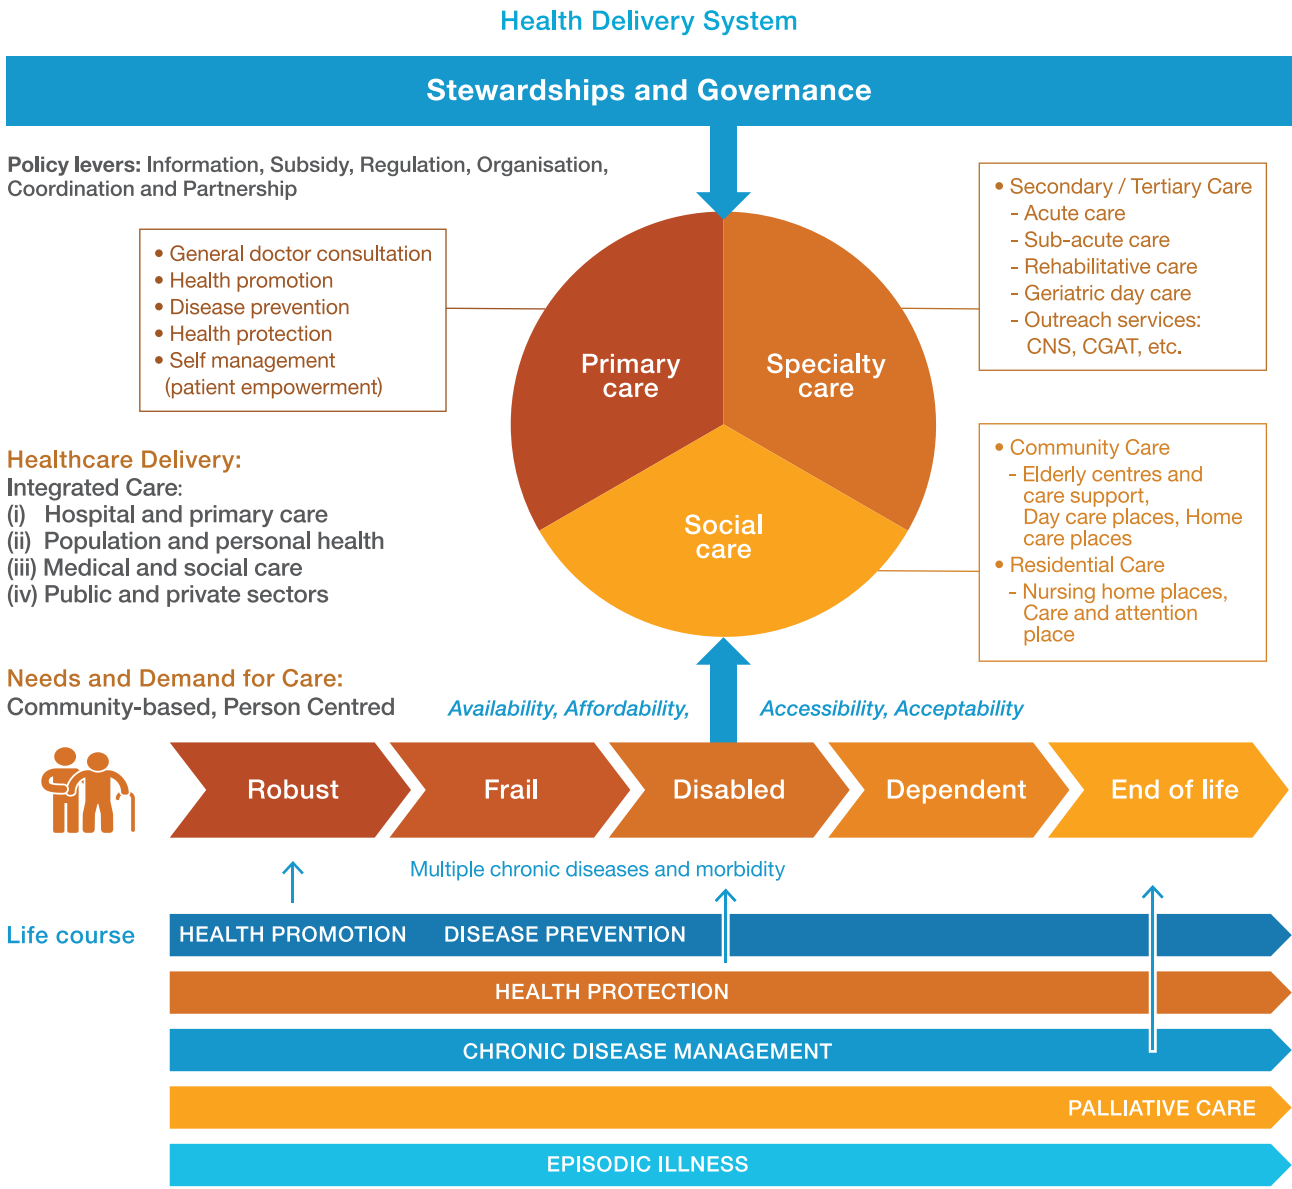 Health Delivery System
Stewardships and Governance
Policy levers: Information, Subsidy, Regulation, Organisation,
Coordination and Partnership
• General doctor consultation
• Health promotion
• Disease prevention
• Health protection
• Self management
(patient empowerment)
Primary
care
Specialty
care
Social
care
• Secondary / Tertiary Care
- Acute care
- Sub-acute care
- Rehabilitative care
- Geriatric day care
- Outreach services:
CNS, CGAT, etc.
• Community Care
- Elderly centres and
care support,
Day care places, Home
care places
• Residential Care
- Nursing home places,
Care and attention
place
Healthcare Delivery:
Integrated Care:
(i) Hospital and primary care
(ii) Population and personal health
(iii) Medical and social care
(iv) Public and private sectors
Needs and Demand for Care:
Community-based, Person Centred
Availability, Affordability,
Accessibility, Acceptability
Robust
Frail
Disabled
Dependent
End of life
Multiple chronic diseases and morbidity
Life course
HEALTH PROMOTION
DISEASE PREVENTION
HEALTH PROTECTION
CHRONIC DISEASE MANAGEMENT
PALLIATIVE CARE
EPISODIC ILLNESS